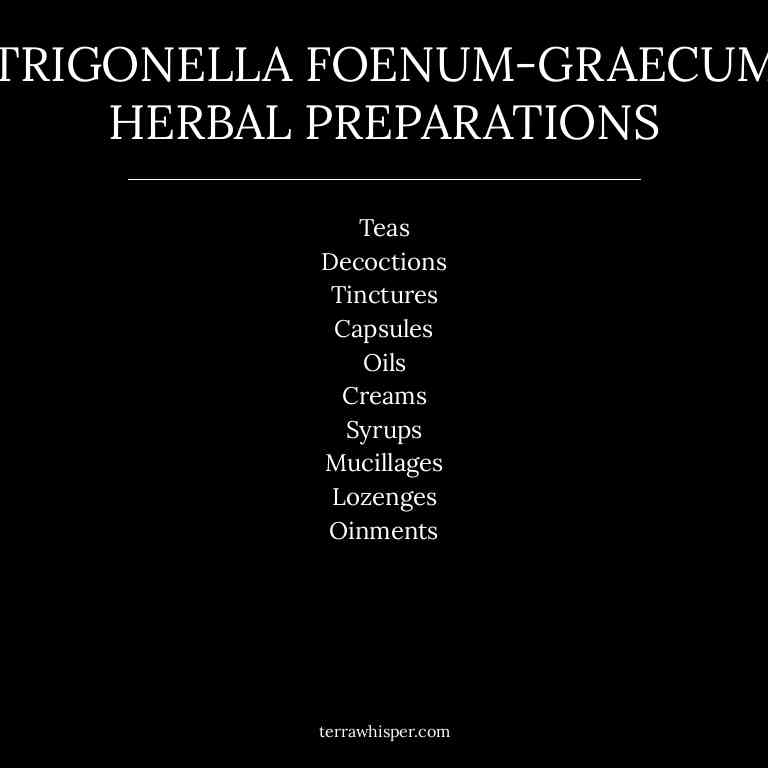 TRIGONELLA FOENUM-GRAECUM
HERBAL PREPARATIONS
Teas
Decoctions
Tinctures
Capsules
Oils
Creams
Syrups
Mucillages
Lozenges
Oinments
terrawhisper.com